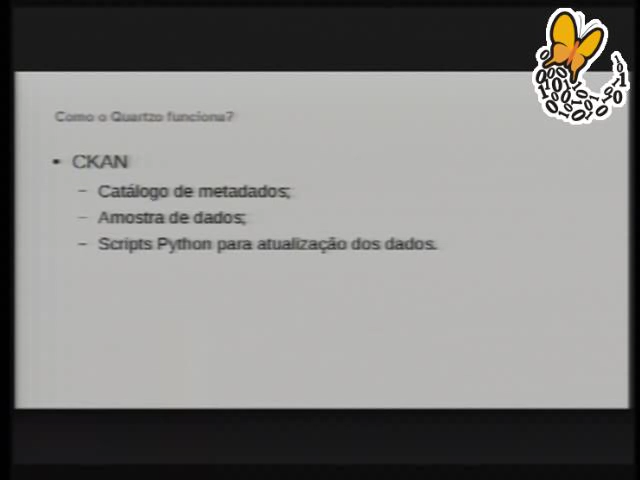 Como o Quartzo funciona?
• CKAN
– Catálogo de metadados;
– Amostra de dados;
– Scripts Python para atualização dos dados.